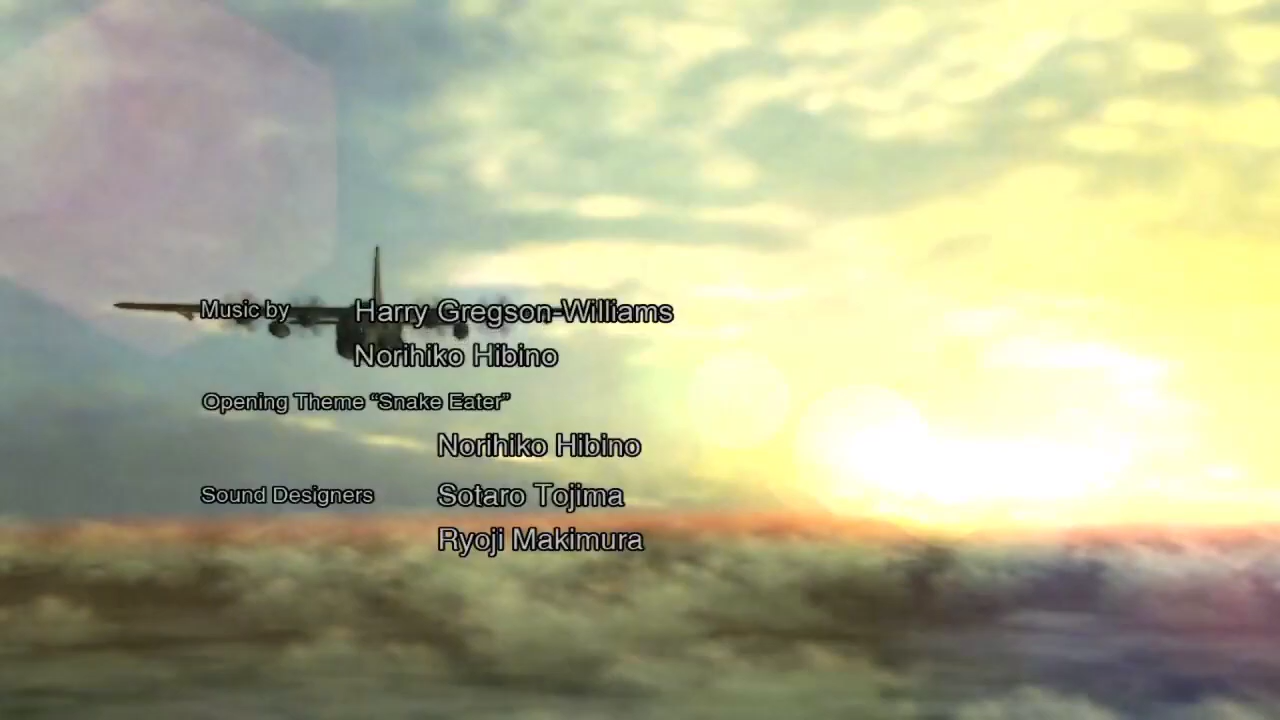 Music by Harry Gregson-Williams
Norihiko Hibino
Opening Theme “Snake Eater”
Norihiko Hibino
Sound Designers Sotaro Tojima
Ryoji Makimura